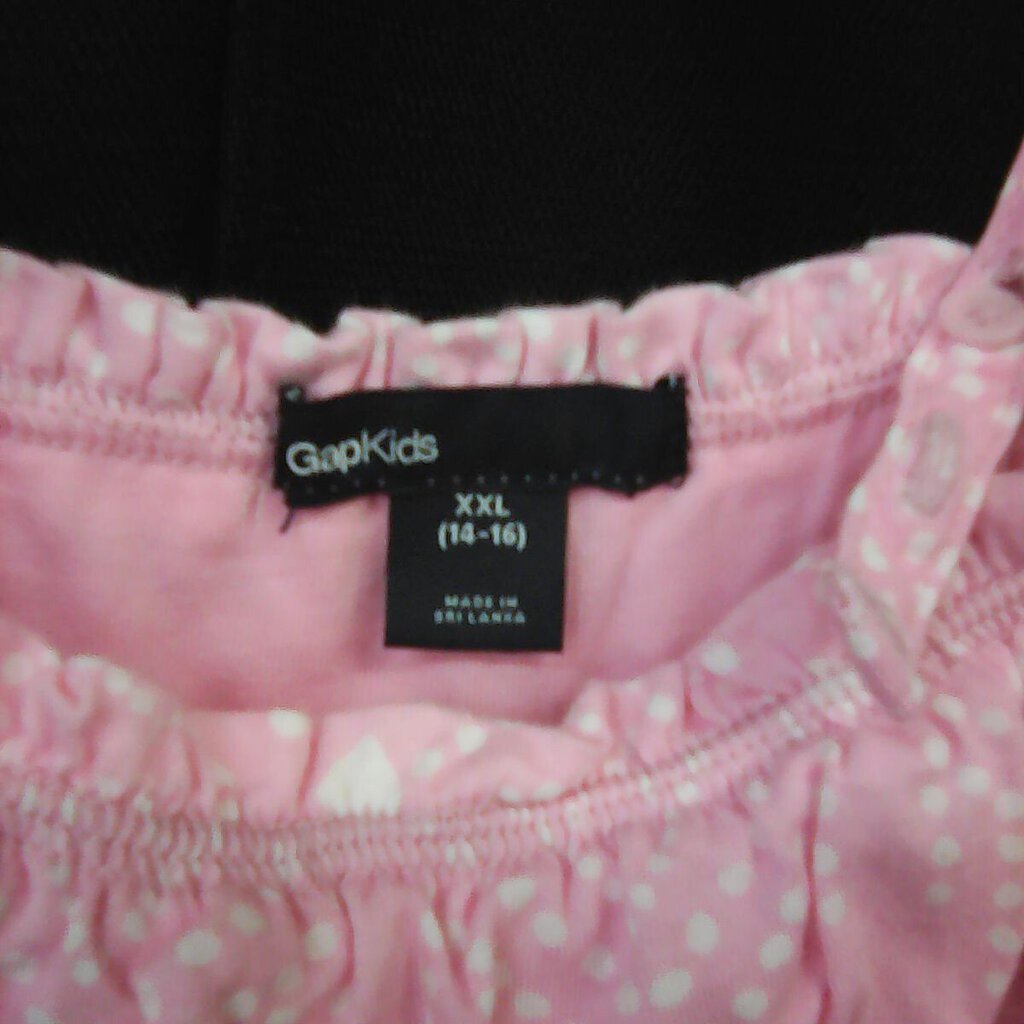 GapKids
XXL
(14-16)
MADE IN
SRI LANKA